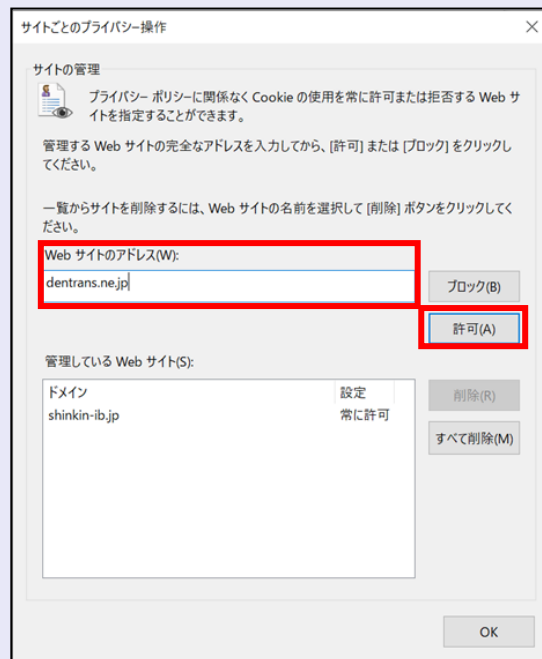 サイトごとのプライバシー操作
サイトの管理
プライバシー ポリシーに関係なく Cookie の使用を常に許可または拒否する Web サ
イトを指定することができます。
管理する Web サイトの完全なアドレスを入力してから、[許可] または [ブロック] をクリックし
てください。
一覧からサイトを削除するには、Web サイトの名前を選択して [削除] ボタンをクリックしてく
ださい。
Web サイトのアドレス(W):
dentrans.ne.jp
ブロック(B)
許可(A)
管理している Web サイト(S):
ドメイン 設定
shinkin-ib.jp 常に許可
削除(R)
すべて削除(M)
OK